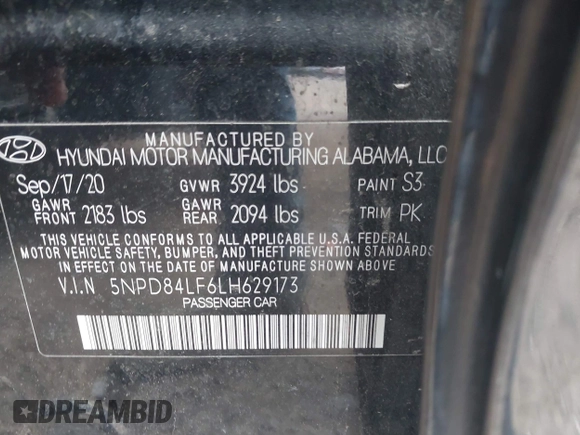 MANUFACTURED BY
HYUNDAI MOTOR MANUFACTURING ALABAMA, LLC
Sep/17/20 GVWR 3924 lbs PAINT S3
GAWR FRONT 2183 lbs GAWR REAR 2094 lbs TRIM PK
THIS VEHICLE CONFORMS TO ALL APPLICABLE U.S.A. FEDERAL
MOTOR VEHICLE SAFETY, BUMPER, AND THEFT PREVENTION STANDARDS
IN EFFECT ON THE DATE OF MANUFACTURE SHOWN ABOVE.
V.I.N 5NPD84LF6LH629173
PASSENGER CAR
DREAMBID